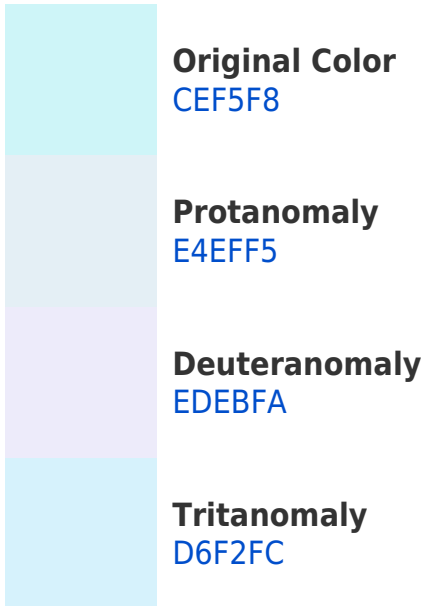 Original Color
CEF5F8
Protanomaly
E4EFF5
Deuteranomaly
EDEBFA
Tritanomaly
D6F2FC